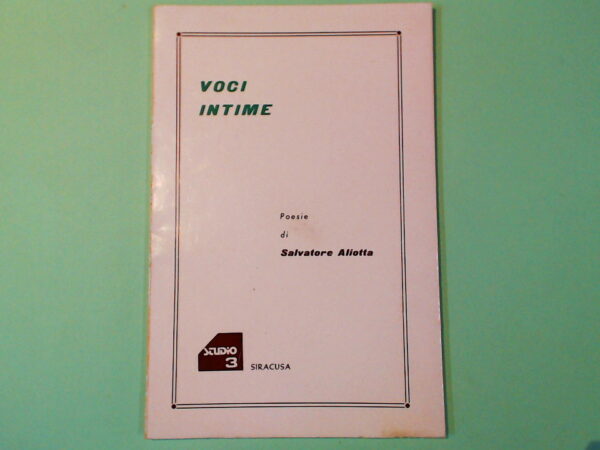 VOCI
INTIME
Poesie
di
Salvatore Aliotta
STUDIO
3
SIRACUSA